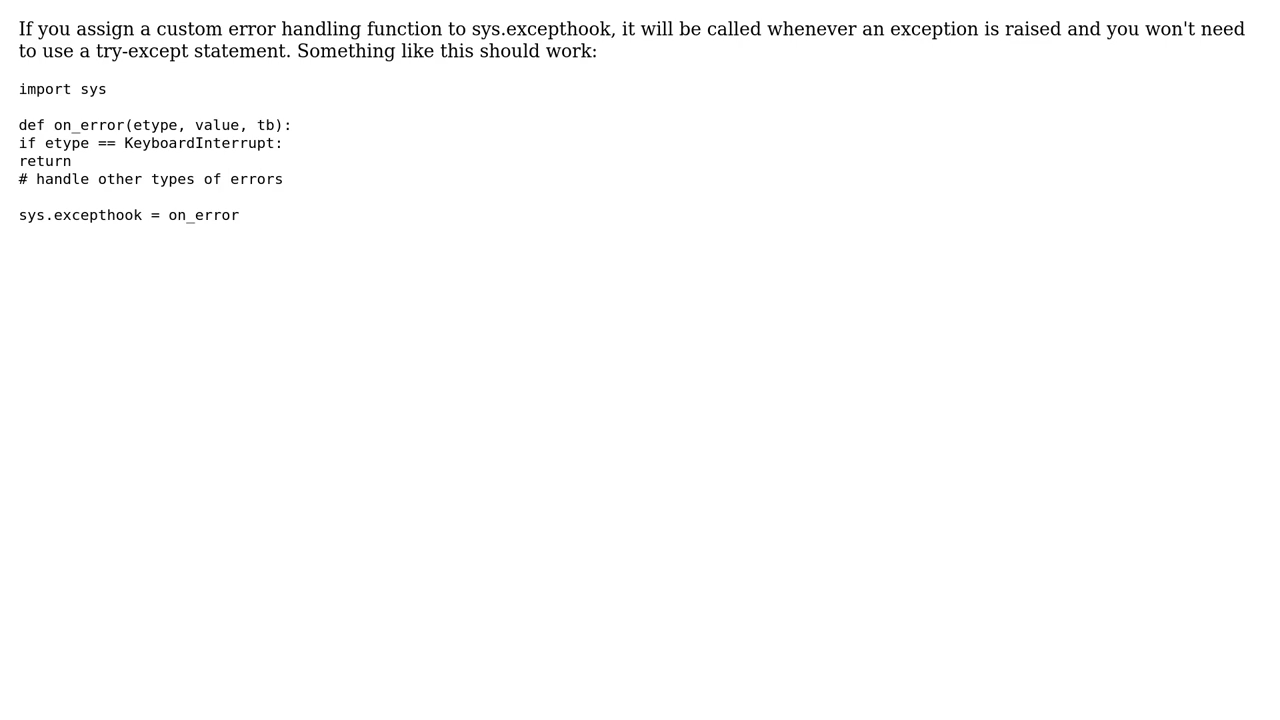 If you assign a custom error handling function to sys.excepthook, it will be called whenever an exception is raised and you won't need
to use a try-except statement. Something like this should work:
import sys
def on_error(etype, value, tb):
if etype == KeyboardInterrupt:
return
# handle other types of errors
sys.excepthook = on_error